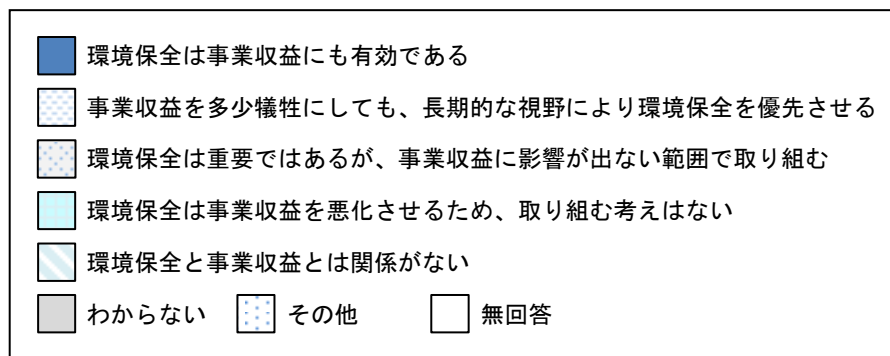 環境保全は事業収益にも有効である
事業収益を多少犠牲にしても、長期的な視野により環境保全を優先させる
環境保全は重要ではあるが、事業収益に影響が出ない範囲で取り組む
環境保全は事業収益を悪化させるため、取り組む考えはない
環境保全と事業収益とは関係がない
わからない その他 無回答